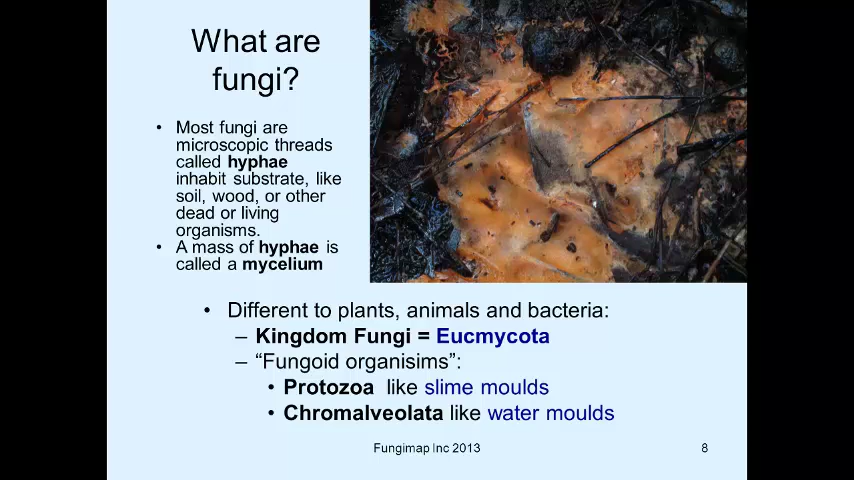 What are
fungi?
• Most fungi are
microscopic threads
called hyphae
inhabit substrate, like
soil, wood, or other
dead or living
organisms.
• A mass of hyphae is
called a mycelium
• Different to plants, animals and bacteria:
– Kingdom Fungi = Eucmycota
– “Fungoid organisims”:
• Protozoa like slime moulds
• Chromalveolata like water moulds
Fungimap Inc 2013
8